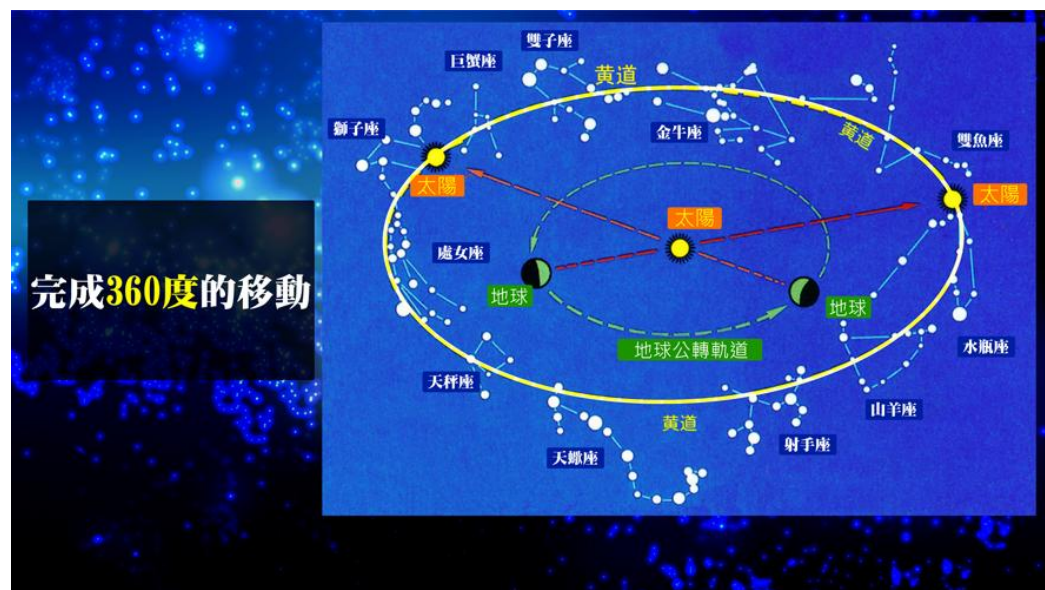 完成360度的移動
雙子座
巨蟹座
黄道
獅子座
金牛座
黄道
雙魚座
太陽
太陽
太陽
處女座
地球
地球
地球公轉軌道
水瓶座
天秤座
山羊座
黄道
射手座
天蠍座